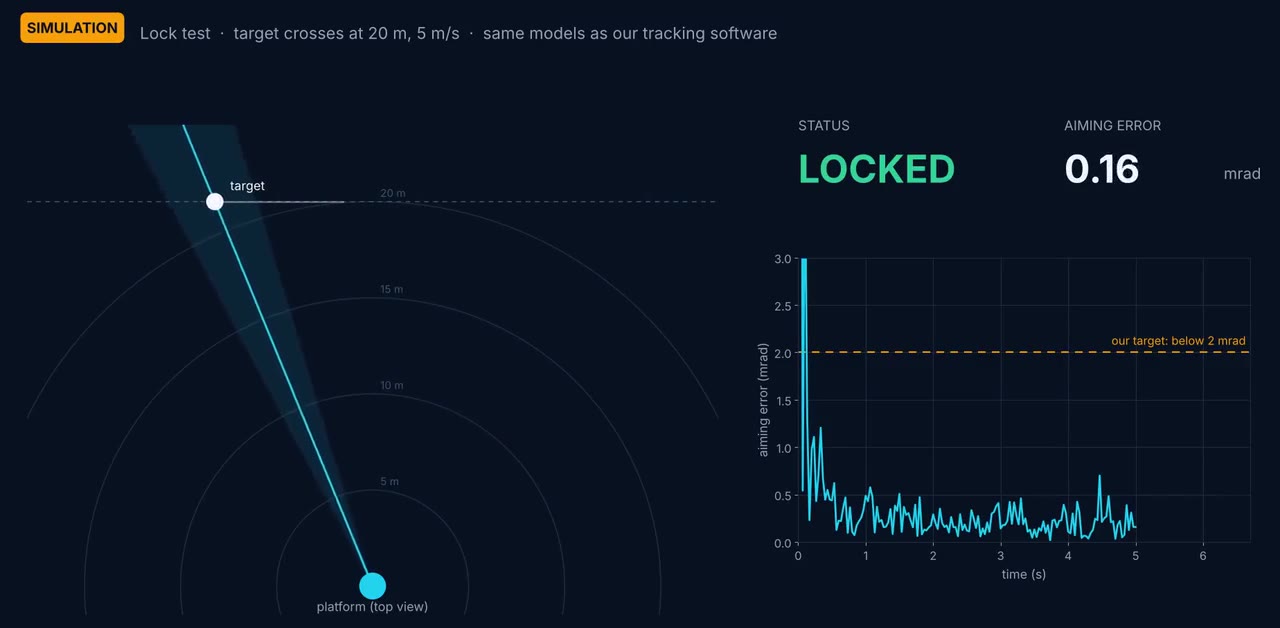 SIMULATION
Lock test · target crosses at 20 m, 5 m/s · same models as our tracking software
STATUS
AIMING ERROR
LOCKED
0.16 mrad
target
20 m
15 m
10 m
5 m
platform (top view)
3.0
2.5
our target: below 2 mrad
2.0
1.5
1.0
0.5
0.0
aiming error (mrad)
0 1 2 3 4 5 6
time (s)